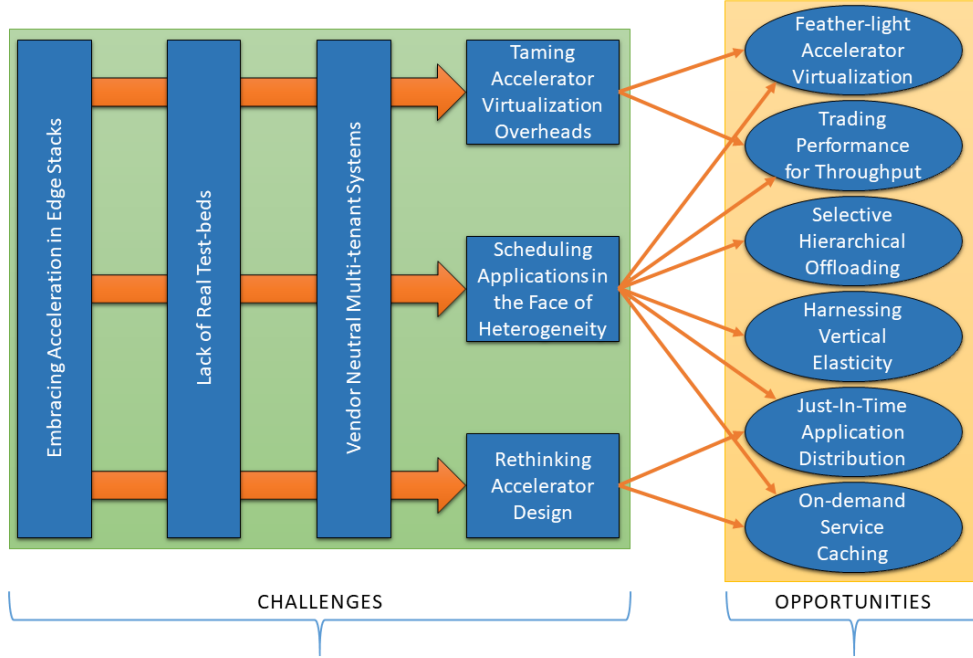 Embracing Acceleration in Edge Stacks
Lack of Real Test-beds
Vendor Neutral Multi-tenant Systems
Taming
Accelerator
Virtualization
Overheads
Scheduling
Applications in
the Face of
Heterogeneity
Rethinking
Accelerator
Design
Feather-light
Accelerator
Virtualization
Trading
Performance
for Throughput
Selective
Hierarchical
Offloading
Harnessing
Vertical
Elasticity
Just-In-Time
Application
Distribution
On-demand
Service
Caching
CHALLENGES
OPPORTUNITIES